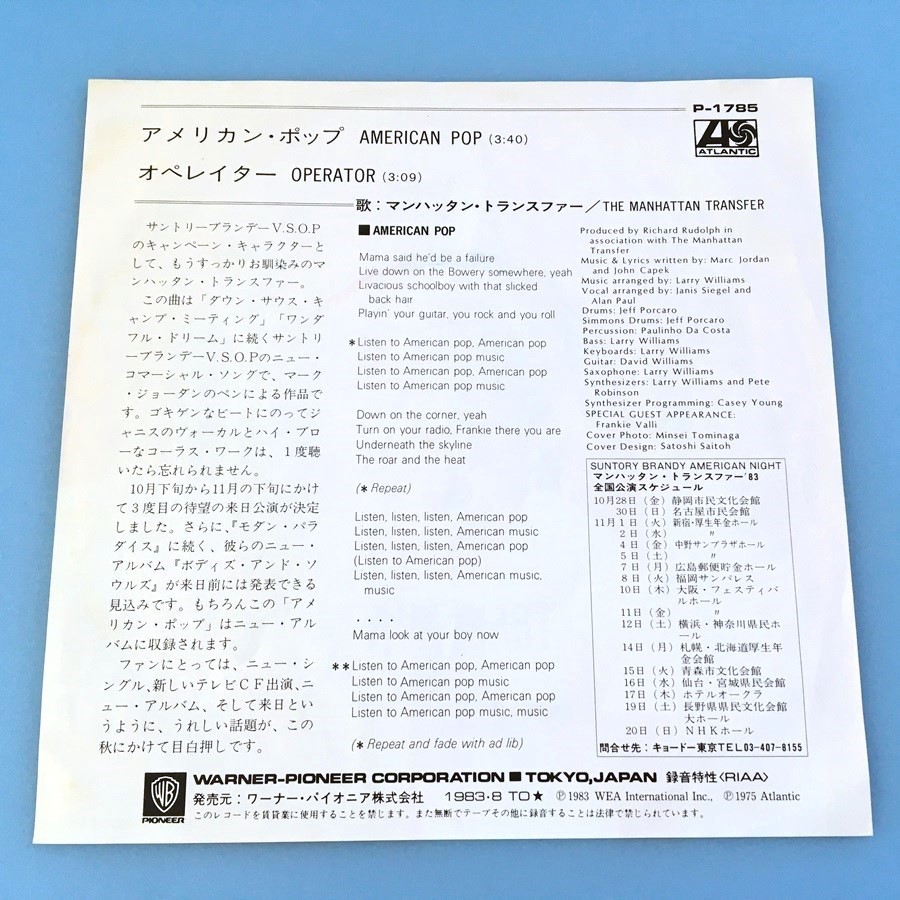 P-1785
アメリカン・ポップ AMERICAN POP (3:40)
ATLANTIC
オペレイター OPERATOR (3:09)
歌：マンハッタン・トランスファー／THE MANHATTAN TRANSFER
サントリーブランデーV.S.O.P
のキャンペーン・キャラクターと
して、もうすっかりお馴染みのマ
ンハッタン・トランスファー。
この曲は「ダウン・サウス・キ
ャンプ・ミーティング」「ワンダ
フル・ドリーム」に続くサントリ
ーブランデーV.S.O.Pのニュー・
コマーシャル・ソングで、マーク
・ジョーダンのペンによる作品で
す。ゴキゲンなビートにのってジ
ャニスのヴォーカルとハイ・ブロ
ーなコーラス・ワークは、1度聴
いたら忘れられません。
10月下旬から11月の下旬にかけ
て3度目の待望の来日公演が決定
しました。さらに、『モダン・パラ
ダイス』に続く、彼らのニュー・
アルバム『ボディズ・アンド・ソ
ウルズ』が来日前には発表できる
見込みです。もちろんこの「アメ
リカン・ポップ」はニュー・アル
バムに収録されます。
ファンにとっては、ニュー・シ
ングル、新しいテレビCF出演、ニ
ュー・アルバム、そして来日とい
うように、うれしい話題が、この
秋にかけて目白押しです。
■AMERICAN POP
Mama said he'd be a failure
Live down on the Bowery somewhere, yeah
Livacious schoolboy with that slicked
back hair
Playin' your guitar, you rock and you roll
*Listen to American pop, American pop
Listen to American pop music
Listen to American pop, American pop
Listen to American pop music
Down on the corner, yeah
Turn on your radio, Frankie there you are
Underneath the skyline
The roar and the heat
(* Repeat)
Listen, listen, listen, American pop
Listen, listen, listen, American music
Listen, listen, listen, American pop
(Listen to American pop)
Listen, listen, listen, American music,
music
. . . .
Mama look at your boy now
**Listen to American pop, American pop
Listen to American pop music
Listen to American pop, American pop
Listen to American pop music, music
(* Repeat and fade with ad lib)
Produced by Richard Rudolph in
association with The Manhattan
Transfer
Music & Lyrics written by: Marc Jordan
and John Capek
Music arranged by: Larry Williams
Vocal arranged by: Janis Siegel and
Alan Paul
Drums: Jeff Porcaro
Simmons Drums: Jeff Porcaro
Percussion: Paulinho Da Costa
Bass: Larry Williams
Keyboards: Larry Williams
Guitar: David Williams
Saxophone: Larry Williams
Synthesizers: Larry Williams and Pete
Robinson
Synthesizer Programming: Casey Young
SPECIAL GUEST APPEARANCE:
Frankie Valli
Cover Photo: Minsei Tominaga
Cover Design: Satoshi Saitoh
SUNTORY BRANDY AMERICAN NIGHT
マンハッタン・トランスファー'83
全国公演スケジュール
10月28日（金）静岡市民文化会館
30日（日）名古屋市民会館
11月1日（火）新宿・厚生年金ホール
2日（水）〃
4日（金）中野サンプラザホール
5日（土）〃
7日（月）広島郵便貯金ホール
8日（火）福岡サンパレス
10日（木）大阪・フェスティバ
ルホール
11日（金）〃
12日（土）横浜・神奈川県民ホ
ール
14日（月）札幌・北海道厚生年
金会館
15日（火）青森市文化会館
16日（水）仙台・宮城県民会館
17日（木）ホテルオークラ
19日（土）長野県県民文化会館
大ホール
20日（日）NHKホール
問合せ先：キョードー東京TEL03-407-8155
WB PIONEER
WARNER-PIONEER CORPORATION ■ TOKYO, JAPAN 録音特性〈RIAA〉
発売元：ワーナー・パイオニア株式会社 1983・8 TO★ ℗1983 WEA International Inc., ℗1975 Atlantic
このレコードを賃貸業に使用することを禁じます。また無断でテープその他に録音することは法律で禁じられています。